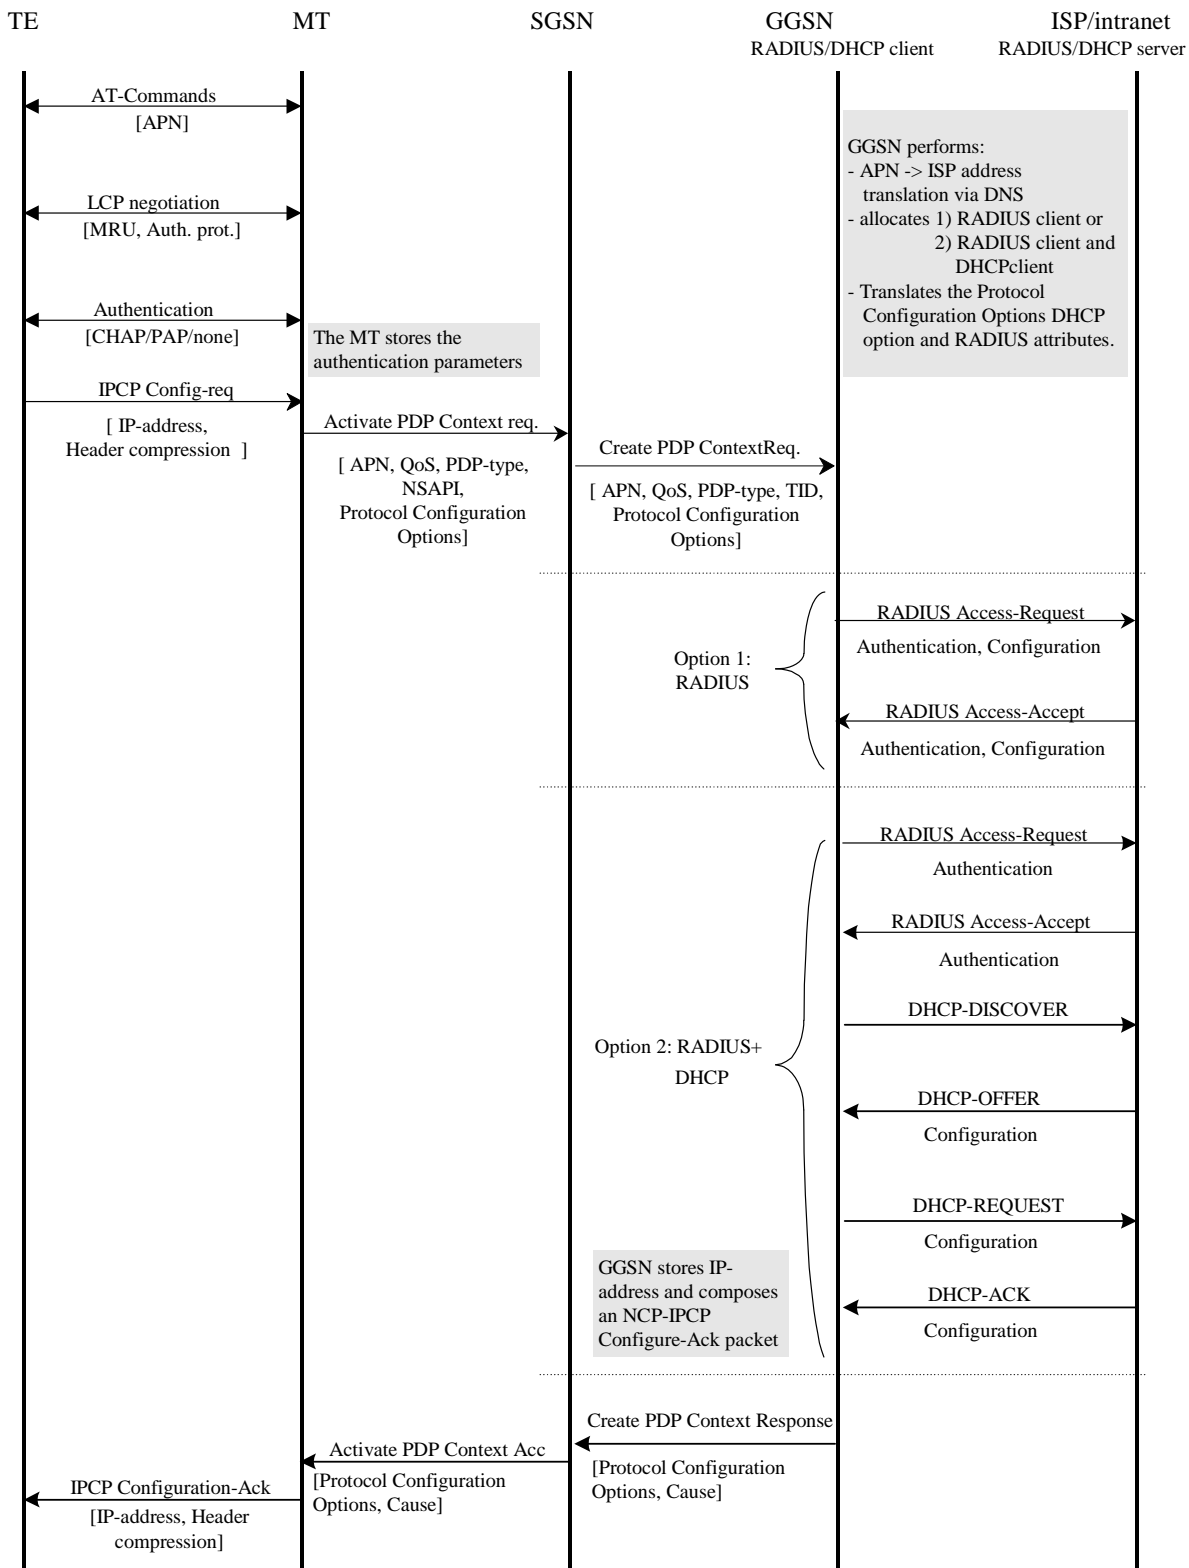 TE
MT
SGSN
GGSN
ISP/intranet
RADIUS/DHCP client
RADIUS/DHCP server
AT-Commands
[APN]
GGSN performs:
- APN -> ISP address
translation via DNS
- allocates 1) RADIUS client or
2) RADIUS client and
DHCPclient
- Translates the Protocol
Configuration Options DHCP
option and RADIUS attributes.
LCP negotiation
[MRU, Auth. prot.]
Authentication
[CHAP/PAP/none]
The MT stores the
authentication parameters
IPCP Config-req
[ IP-address,
Header compression ]
Activate PDP Context req.
[ APN, QoS, PDP-type,
NSAPI,
Protocol Configuration
Options]
Create PDP ContextReq.
[ APN, QoS, PDP-type, TID,
Protocol Configuration
Options]
Option 1:
RADIUS
RADIUS Access-Request
Authentication, Configuration
RADIUS Access-Accept
Authentication, Configuration
RADIUS Access-Request
Authentication
RADIUS Access-Accept
Authentication
DHCP-DISCOVER
Option 2: RADIUS+
DHCP
DHCP-OFFER
Configuration
DHCP-REQUEST
Configuration
GGSN stores IP-
address and composes
an NCP-IPCP
Configure-Ack packet
DHCP-ACK
Configuration
Create PDP Context Response
[Protocol Configuration
Options, Cause]
Activate PDP Context Acc
[Protocol Configuration
Options, Cause]
IPCP Configuration-Ack
[IP-address, Header
compression]